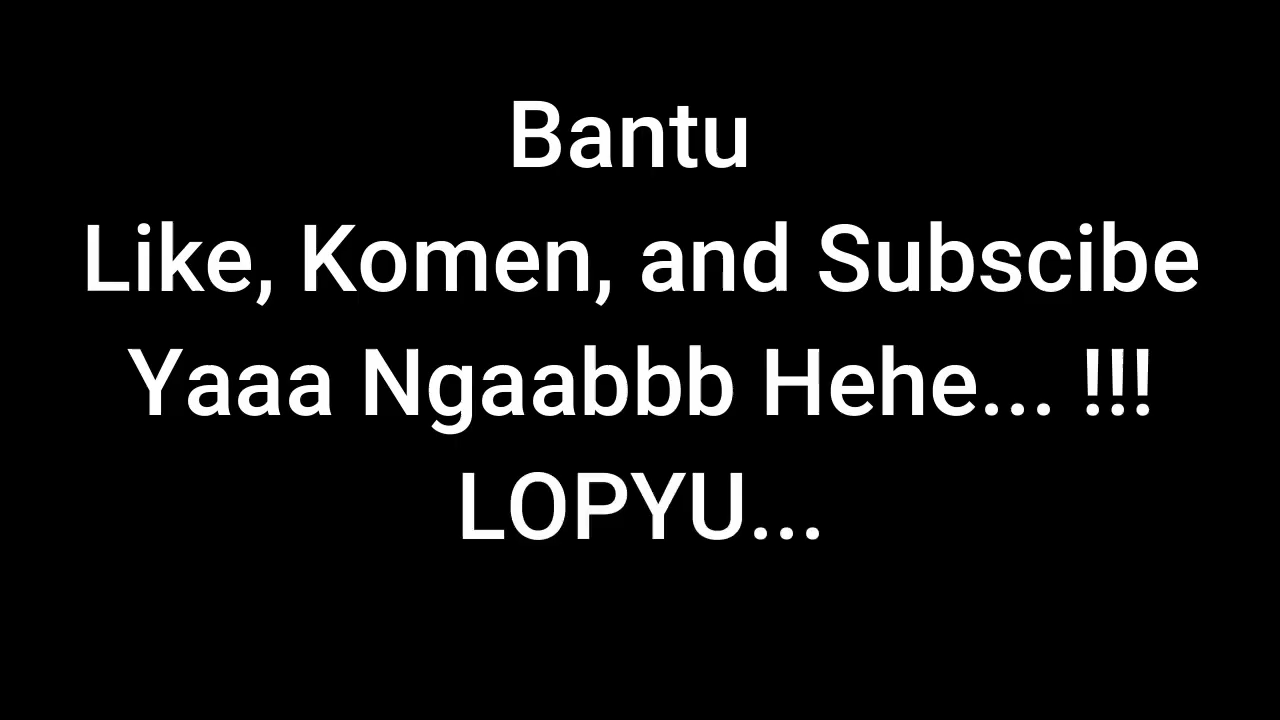 Bantu
Like, Komen, and Subscibe
Yaaa Ngaabbb Hehe... !!!
LOPYU...